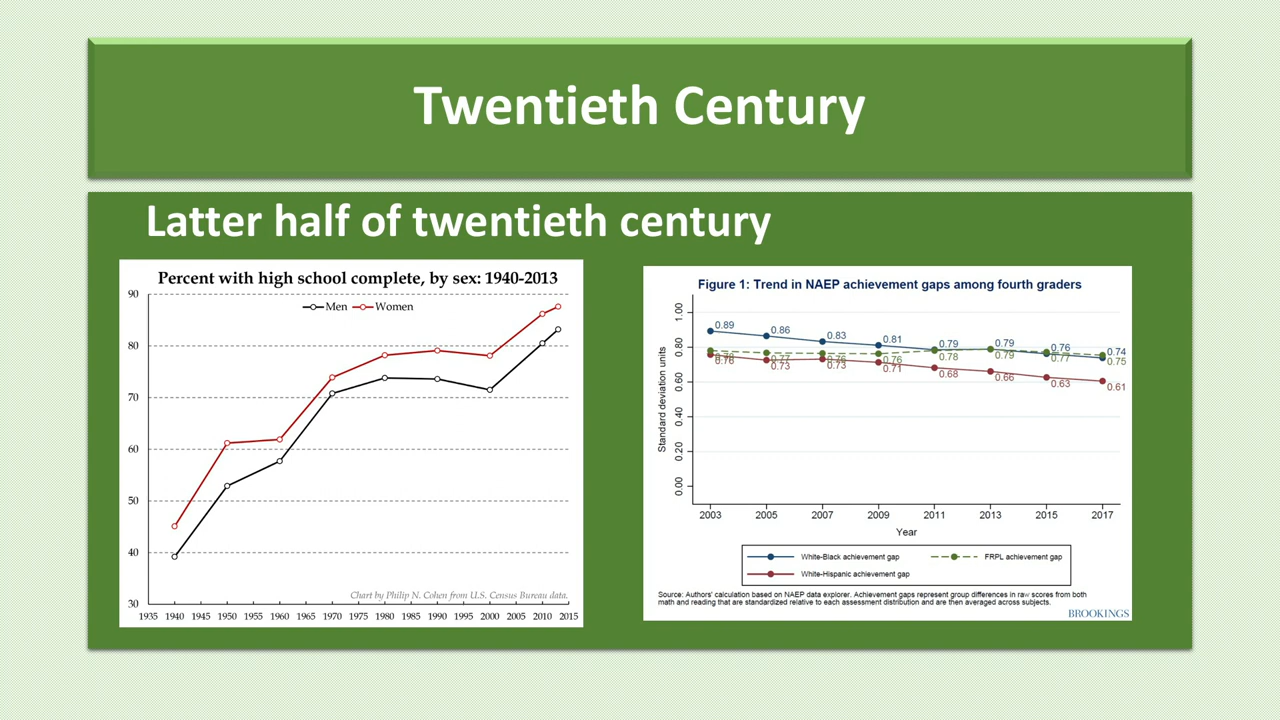 Twentieth Century
Latter half of twentieth century
Percent with high school complete, by sex: 1940-2013
90
Men Women
80
70
60
50
40
Chart by Philip N. Cohen from U.S. Census Bureau data.
30
1935 1940 1945 1950 1955 1960 1965 1970 1975 1980 1985 1990 1995 2000 2005 2010 2015
Figure 1: Trend in NAEP achievement gaps among fourth graders
Standard deviation units
1.00
0.80
0.60
0.40
0.20
0.00
0.89 0.86 0.83 0.81 0.79 0.79 0.76 0.74
0.76 0.78 0.79 0.77 0.75
0.76 0.73 0.73 0.71 0.68 0.66 0.63 0.61
2003 2005 2007 2009 2011 2013 2015 2017
Year
White-Black achievement gap FRPL achievement gap
White-Hispanic achievement gap
Source: Authors' calculation based on NAEP data explorer. Achievement gaps represent group differences in raw scores from both
math and reading that are standardized relative to each assessment distribution and are then averaged across subjects.
BROOKINGS